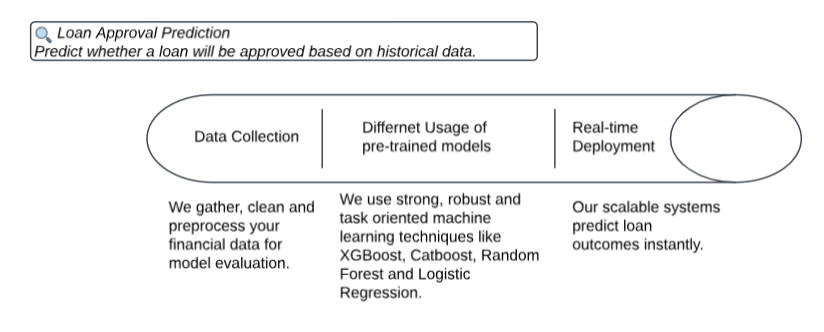 🔍 Loan Approval Prediction
Predict whether a loan will be approved based on historical data.
Data Collection
Differnet Usage of
pre-trained models
Real-time
Deployment
We gather, clean and
preprocess your
financial data for
model evaluation.
We use strong, robust and
task oriented machine
learning techniques like
XGBoost, Catboost, Random
Forest and Logistic
Regression.
Our scalable systems
predict loan
outcomes instantly.